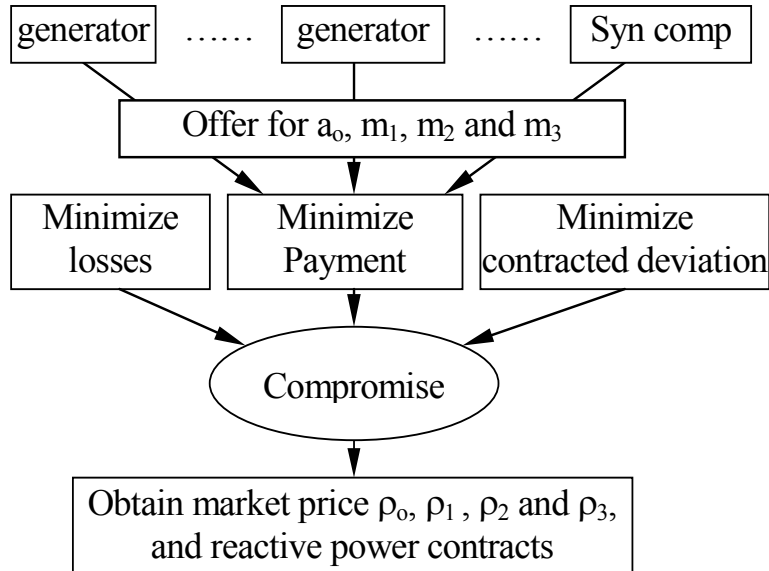 generator …… generator …… Syn comp
Offer for aₒ, m₁, m₂ and m₃
Minimize losses
Minimize Payment
Minimize contracted deviation
Compromise
Obtain market price ρₒ, ρ₁ , ρ₂ and ρ₃,
and reactive power contracts